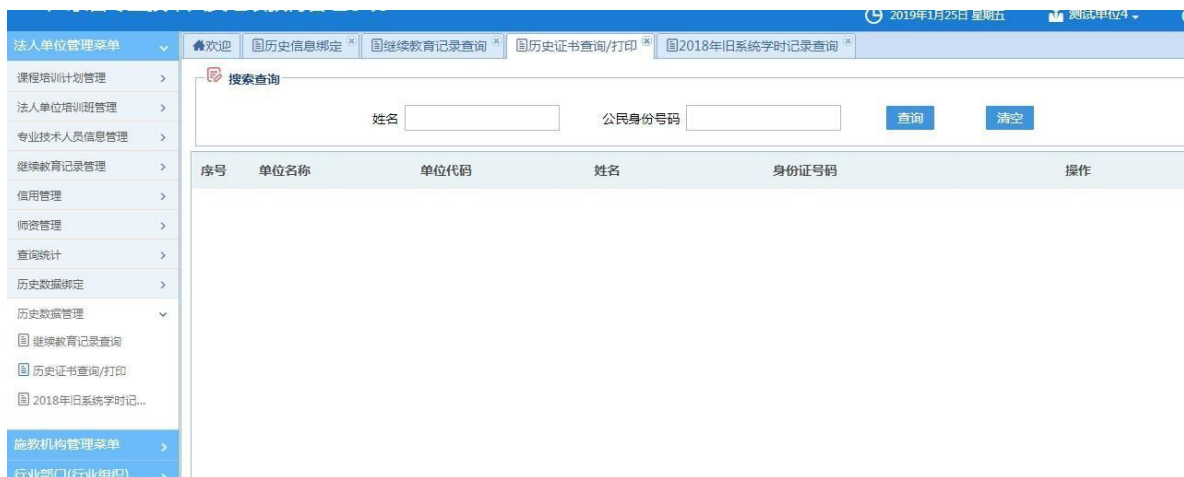 2019年1月25日 星期五
测试单位4
法人单位管理菜单
欢迎
历史信息绑定
继续教育记录查询
历史证书查询/打印
2018年旧系统学时记录查询
课程培训计划管理
法人单位培训班管理
专业技术人员信息管理
继续教育记录管理
信用管理
师资管理
查询统计
历史数据绑定
历史数据管理
继续教育记录查询
历史证书查询/打印
2018年旧系统学时记...
施教机构管理菜单
行业部门(行业组织)
搜索查询
姓名
公民身份号码
查询
清空
序号 单位名称 单位代码 姓名 身份证号码 操作